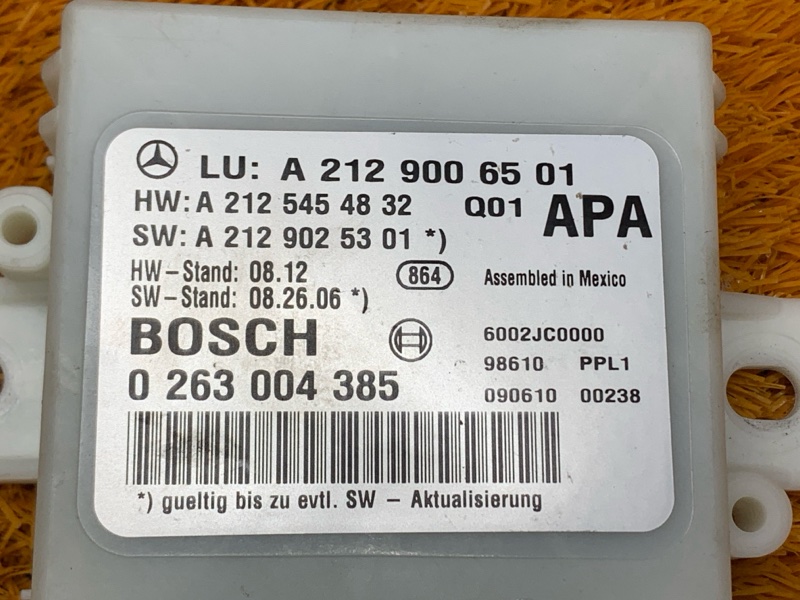 LU: A 212 900 65 01
HW: A 212 545 48 32 Q01 APA
SW: A 212 902 53 01 *)
HW-Stand: 08.12 864 Assembled in Mexico
SW-Stand: 08.26.06 *)
BOSCH 6002JC0000
0 263 004 385 98610 PPL1
090610 00238
*) gueltig bis zu evtl. SW - Aktualisierung